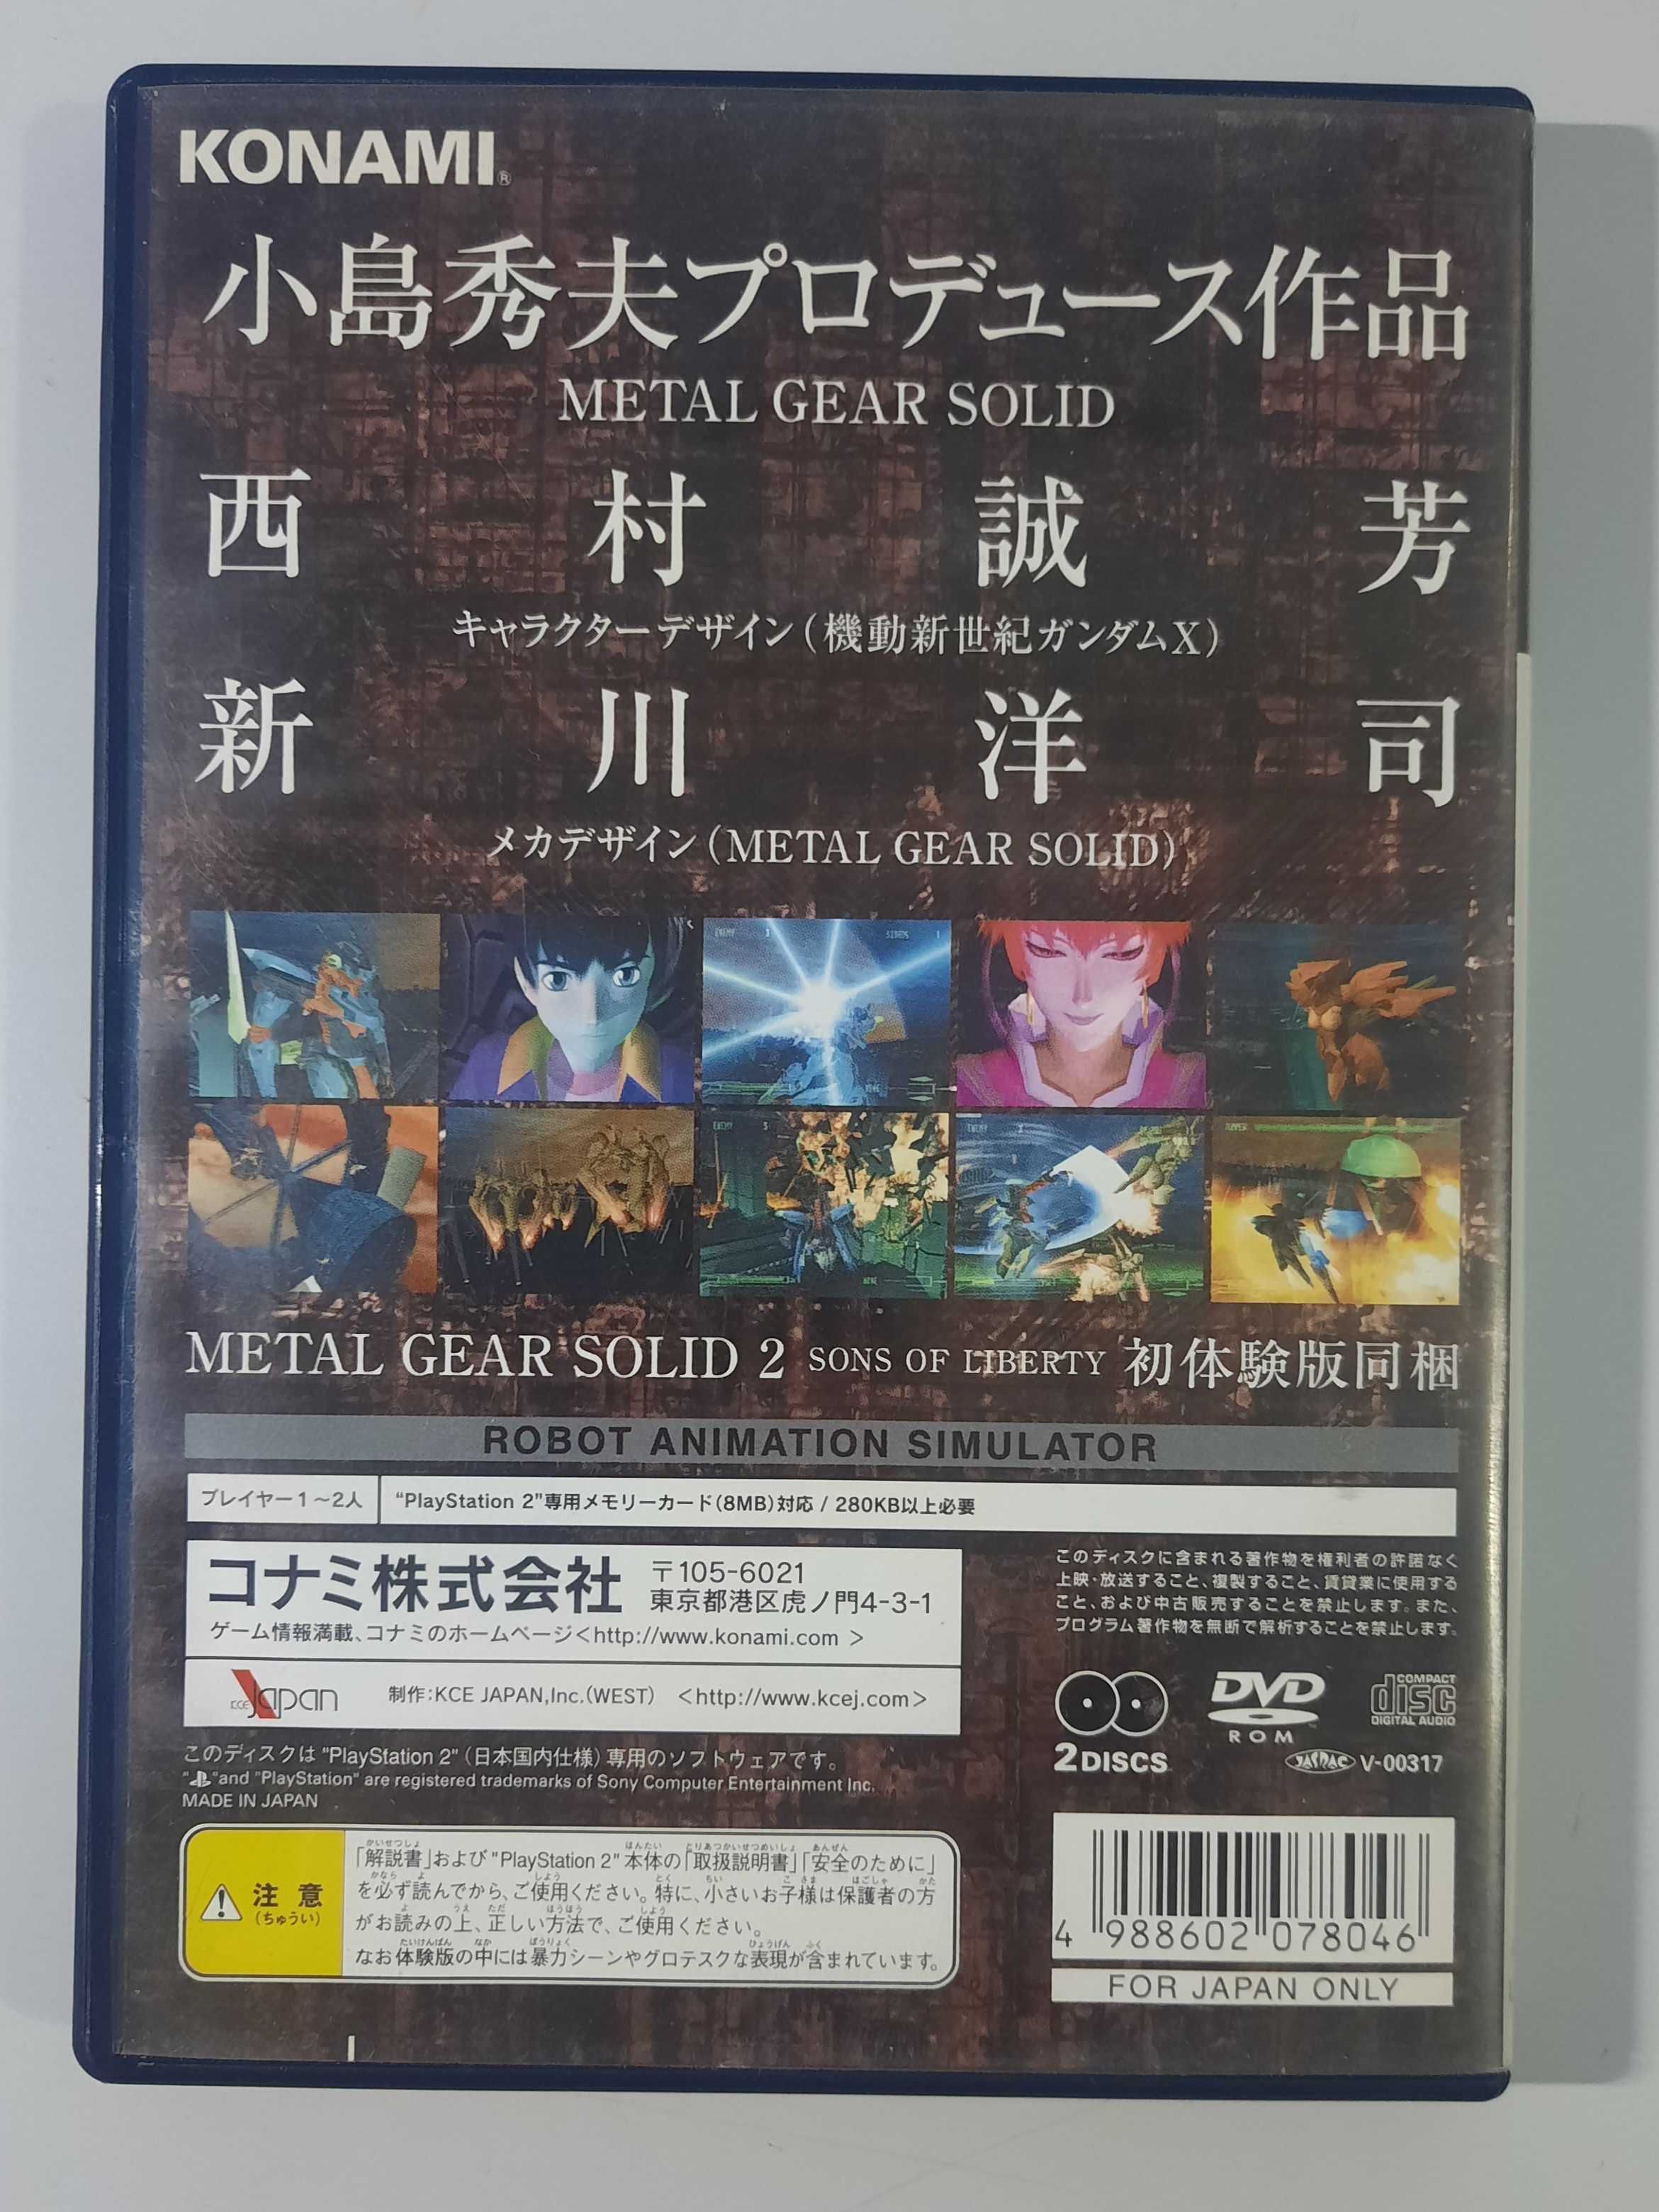 KONAMI®
小島秀夫プロデュース作品
METAL GEAR SOLID
西村誠芳
キャラクターデザイン(機動新世紀ガンダムX)
新川洋司
メカデザイン(METAL GEAR SOLID)
METAL GEAR SOLID 2 SONS OF LIBERTY 初体験版同梱
ROBOT ANIMATION SIMULATOR
プレイヤー1～2人
“PlayStation 2”専用メモリーカード(8MB)対応 / 280KB以上必要
コナミ株式会社
〒105-6021
東京都港区虎ノ門4-3-1
ゲーム情報満載、コナミのホームページ<http://www.konami.com >
KCE Japan
制作:KCE JAPAN,Inc.(WEST) <http://www.kcej.com>
このディスクに含まれる著作物を権利者の許諾なく
上映・放送すること、複製すること、賃貸業に使用する
こと、および中古販売することを禁止します。また、
プログラム著作物を無断で解析することを禁止します。
2DISCS
DVD
ROM
COMPACT
disc
DIGITAL AUDIO
JASRAC V-00317
このディスクは "PlayStation 2" (日本国内仕様) 専用のソフトウェアです。
" "and "PlayStation" are registered trademarks of Sony Computer Entertainment Inc.
MADE IN JAPAN
注意
(ちゅうい)
「解説書」および"PlayStation 2"本体の「取扱説明書」「安全のために」
を必ず読んでから、ご使用ください。特に、小さいお子様は保護者の方
がお読みの上、正しい方法で、ご使用ください。
なお体験版の中には暴力シーンやグロテスクな表現が含まれています。
4 988602 078046
FOR JAPAN ONLY